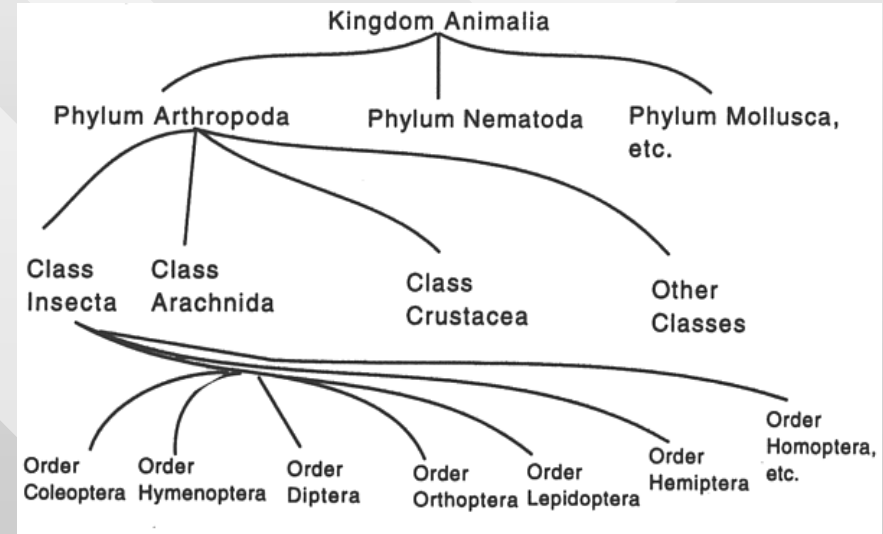 Kingdom Animalia
Phylum Arthropoda
Phylum Nematoda
Phylum Mollusca,
etc.
Class
Insecta
Class
Arachnida
Class
Crustacea
Other
Classes
Order
Coleoptera
Order
Hymenoptera
Order
Diptera
Order
Orthoptera
Order
Lepidoptera
Order
Hemiptera
Order
Homoptera,
etc.